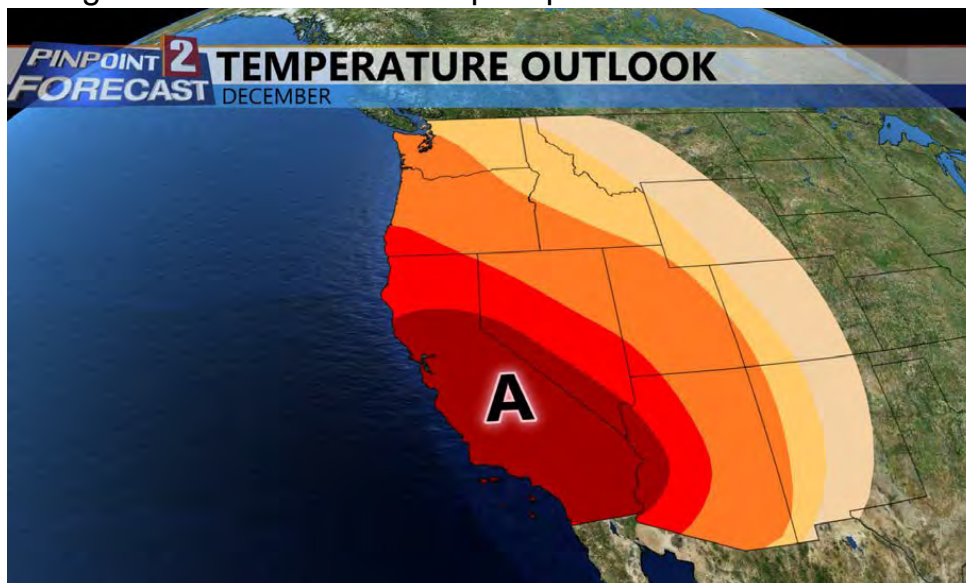 PINPOINT 2
FORECAST
TEMPERATURE OUTLOOK
DECEMBER
A